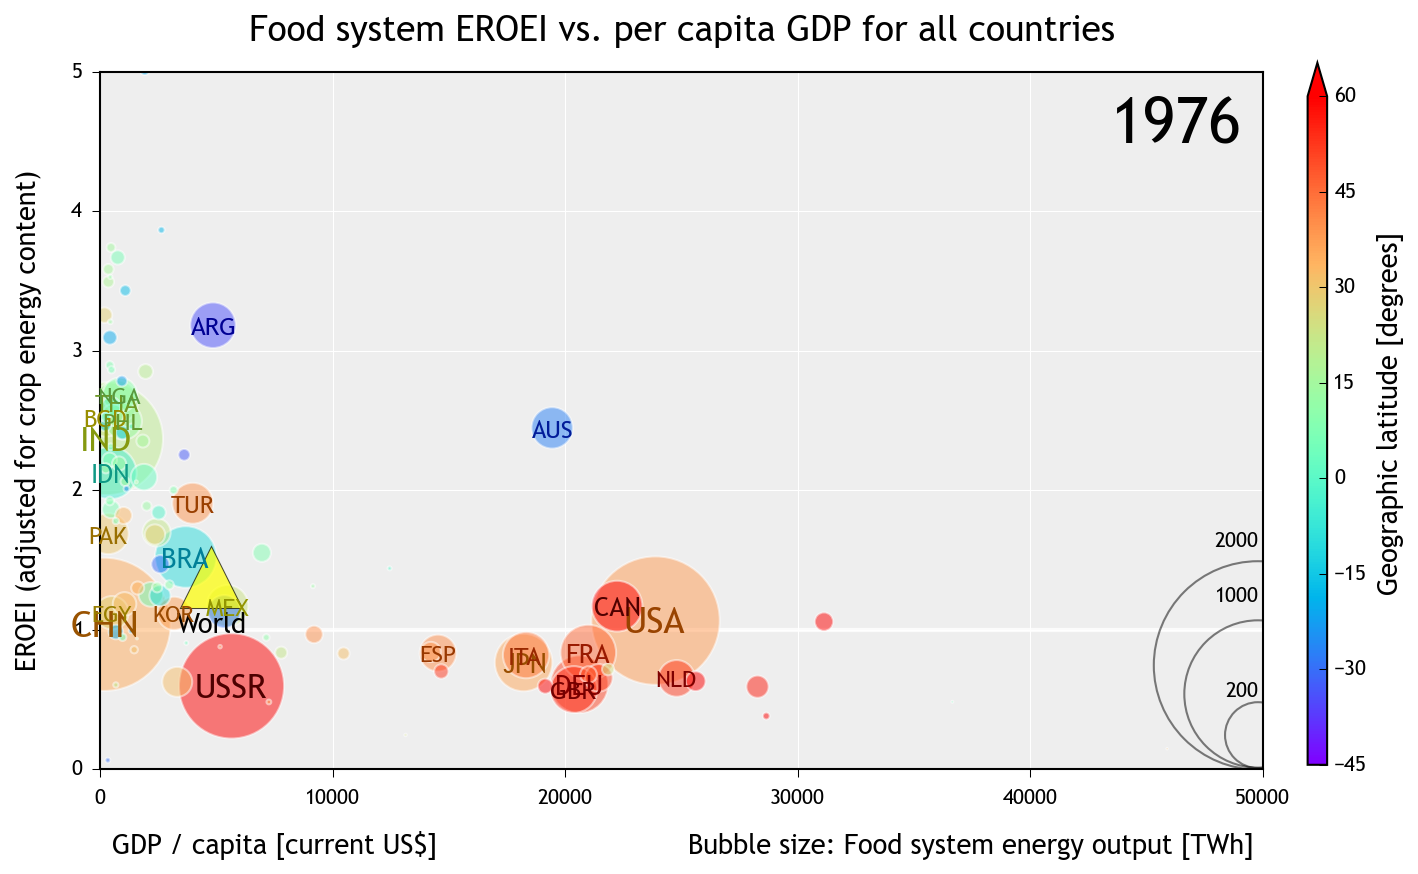 Food system EROEI vs. per capita GDP for all countries
1976
EROEI (adjusted for crop energy content)
5
4
3
2
1
0
ARG
AUS
NGA
THA
BGD
PHL
IND
IDN
TUR
PAK
BRA
EGY
CHN
KOR
MEX
World
CAN
USA
USSR
ESP
ITA
JPN
FRA
DEU
GBR
NLD
2000
1000
200
0
10000
20000
30000
40000
50000
GDP / capita [current US$]
Bubble size: Food system energy output [TWh]
60
45
30
15
0
−15
−30
−45
Geographic latitude [degrees]